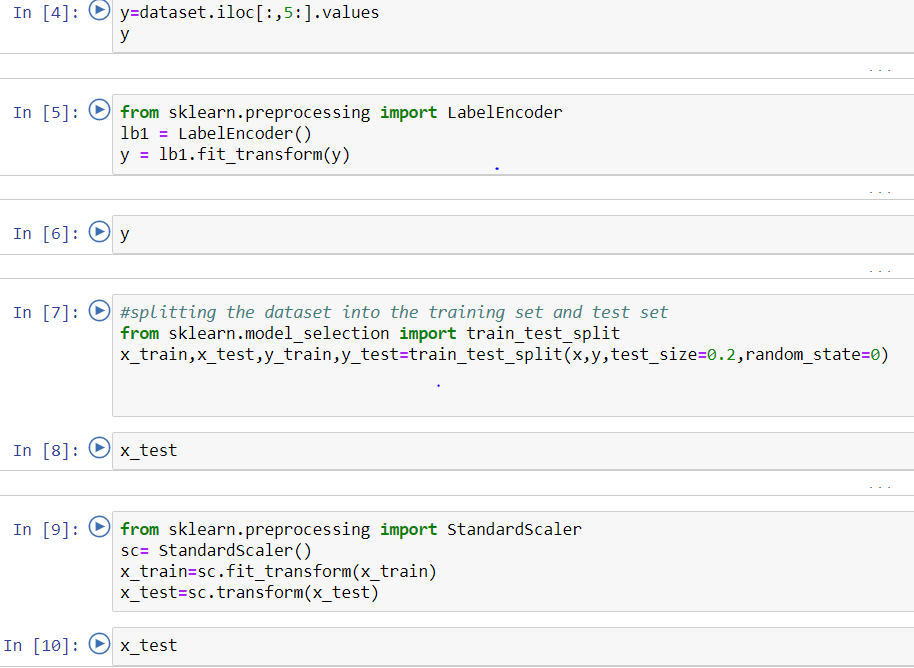 In [4]: y=dataset.iloc[:,5:].values
y
...
In [5]: from sklearn.preprocessing import LabelEncoder
lb1 = LabelEncoder()
y = lb1.fit_transform(y)
...
In [6]: y
...
In [7]: #splitting the dataset into the training set and test set
from sklearn.model_selection import train_test_split
x_train,x_test,y_train,y_test=train_test_split(x,y,test_size=0.2,random_state=0)
In [8]: x_test
...
In [9]: from sklearn.preprocessing import StandardScaler
sc= StandardScaler()
x_train=sc.fit_transform(x_train)
x_test=sc.transform(x_test)
In [10]: x_test